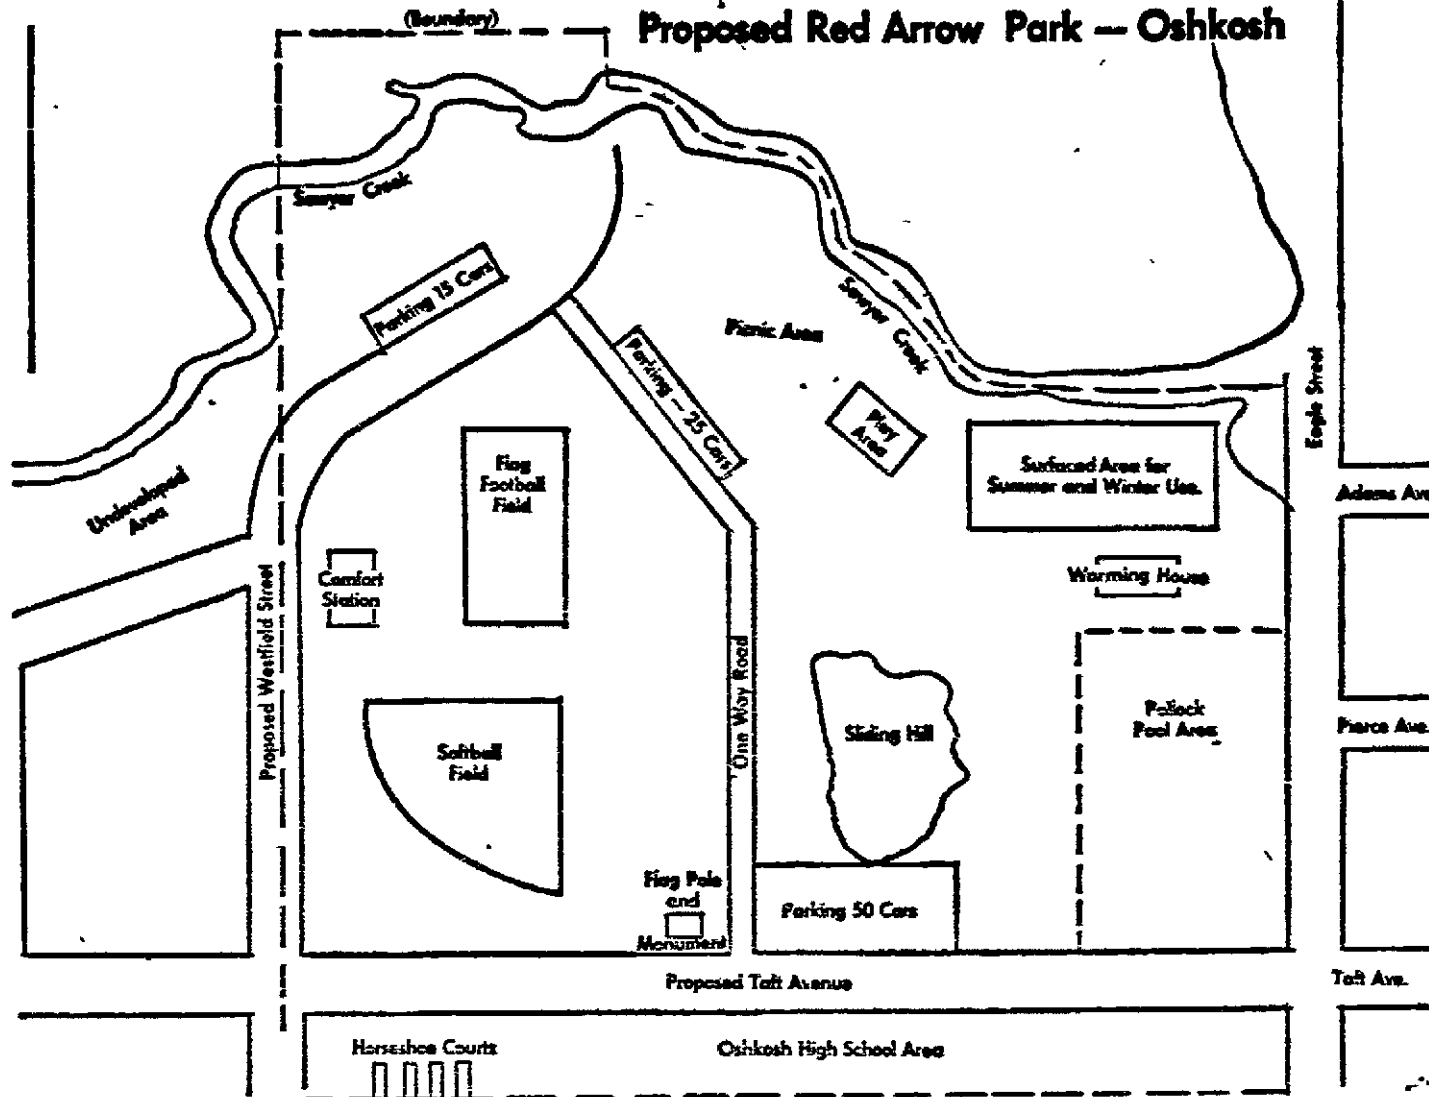 (Boundary)
Proposed Red Arrow Park — Oshkosh
Sawyer Creek
Parking 15 Cars
Parking — 25 Cars
Picnic Area
Sawyer Creek
Eagle Street
Play
Area
Flag
Football
Field
Surfaced Area for
Summer and Winter Use.
Adams Ave
Undeveloped
Area
Comfort
Station
Warming House
Proposed Westfield Street
One Way Road
Sliding Hill
Pollock
Pool Area
Pierce Ave.
Softball
Field
Flag Pole
and
Monument
Parking 50 Cars
Proposed Taft Avenue
Taft Ave.
Horseshoe Courts
Oshkosh High School Area